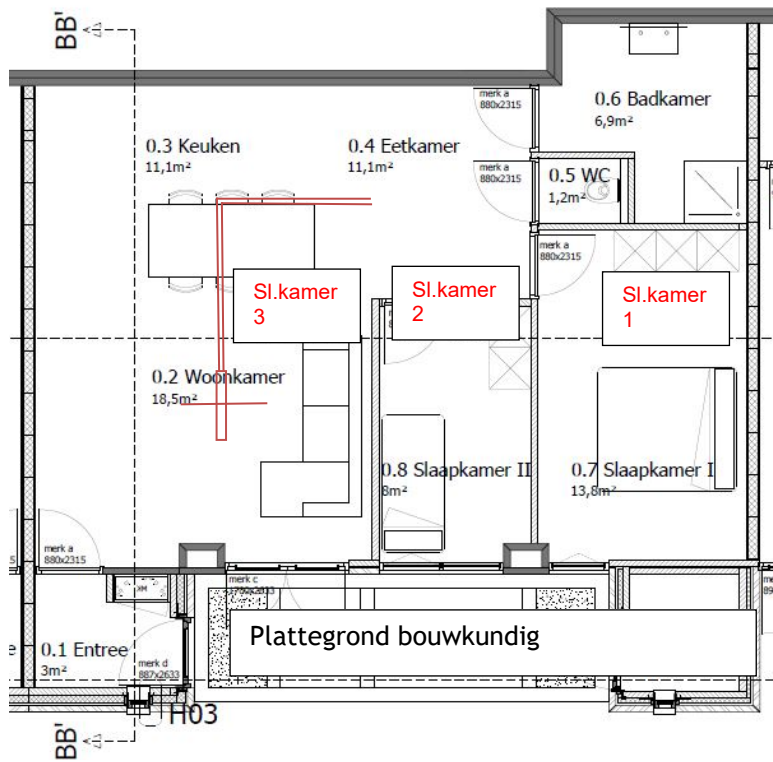 BB'
merk a
880x2315
0.6 Badkamer
6,9m²
0.3 Keuken
11,1m²
0.4 Eetkamer
11,1m²
merk a
880x2315
0.5 WC
1,2m²
merk a
880x2315
Sl.kamer
3
Sl.kamer
2
Sl.kamer
1
0.2 Woonkamer
18,5m²
0.8 Slaapkamer II
8m²
0.7 Slaapkamer I
13,8m²
merk a
880x2315
merk c
Plattegrond bouwkundig
0.1 Entree
3m²
merk d
887x2633
H03
BB'